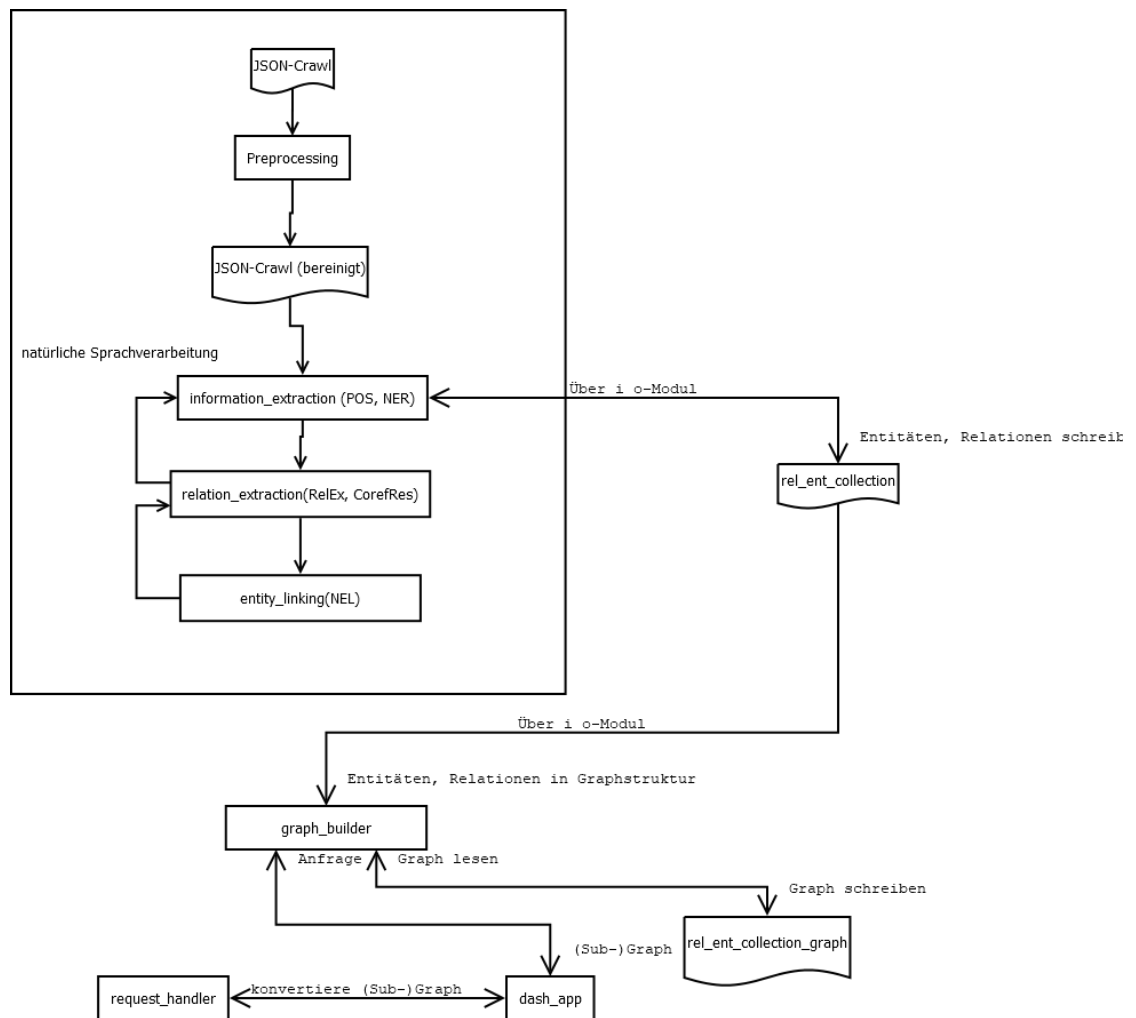 JSON-Crawl
Preprocessing
JSON-Crawl (bereinigt)
natürliche Sprachverarbeitung
information_extraction (POS, NER)
Über i o-Modul
Entitäten, Relationen schreib
rel_ent_collection
relation_extraction(RelEx, CorefRes)
entity_linking(NEL)
Über i o-Modul
Entitäten, Relationen in Graphstruktur
graph_builder
Anfrage
Graph lesen
Graph schreiben
rel_ent_collection_graph
(Sub-)Graph
konvertiere (Sub-)Graph
request_handler
dash_app